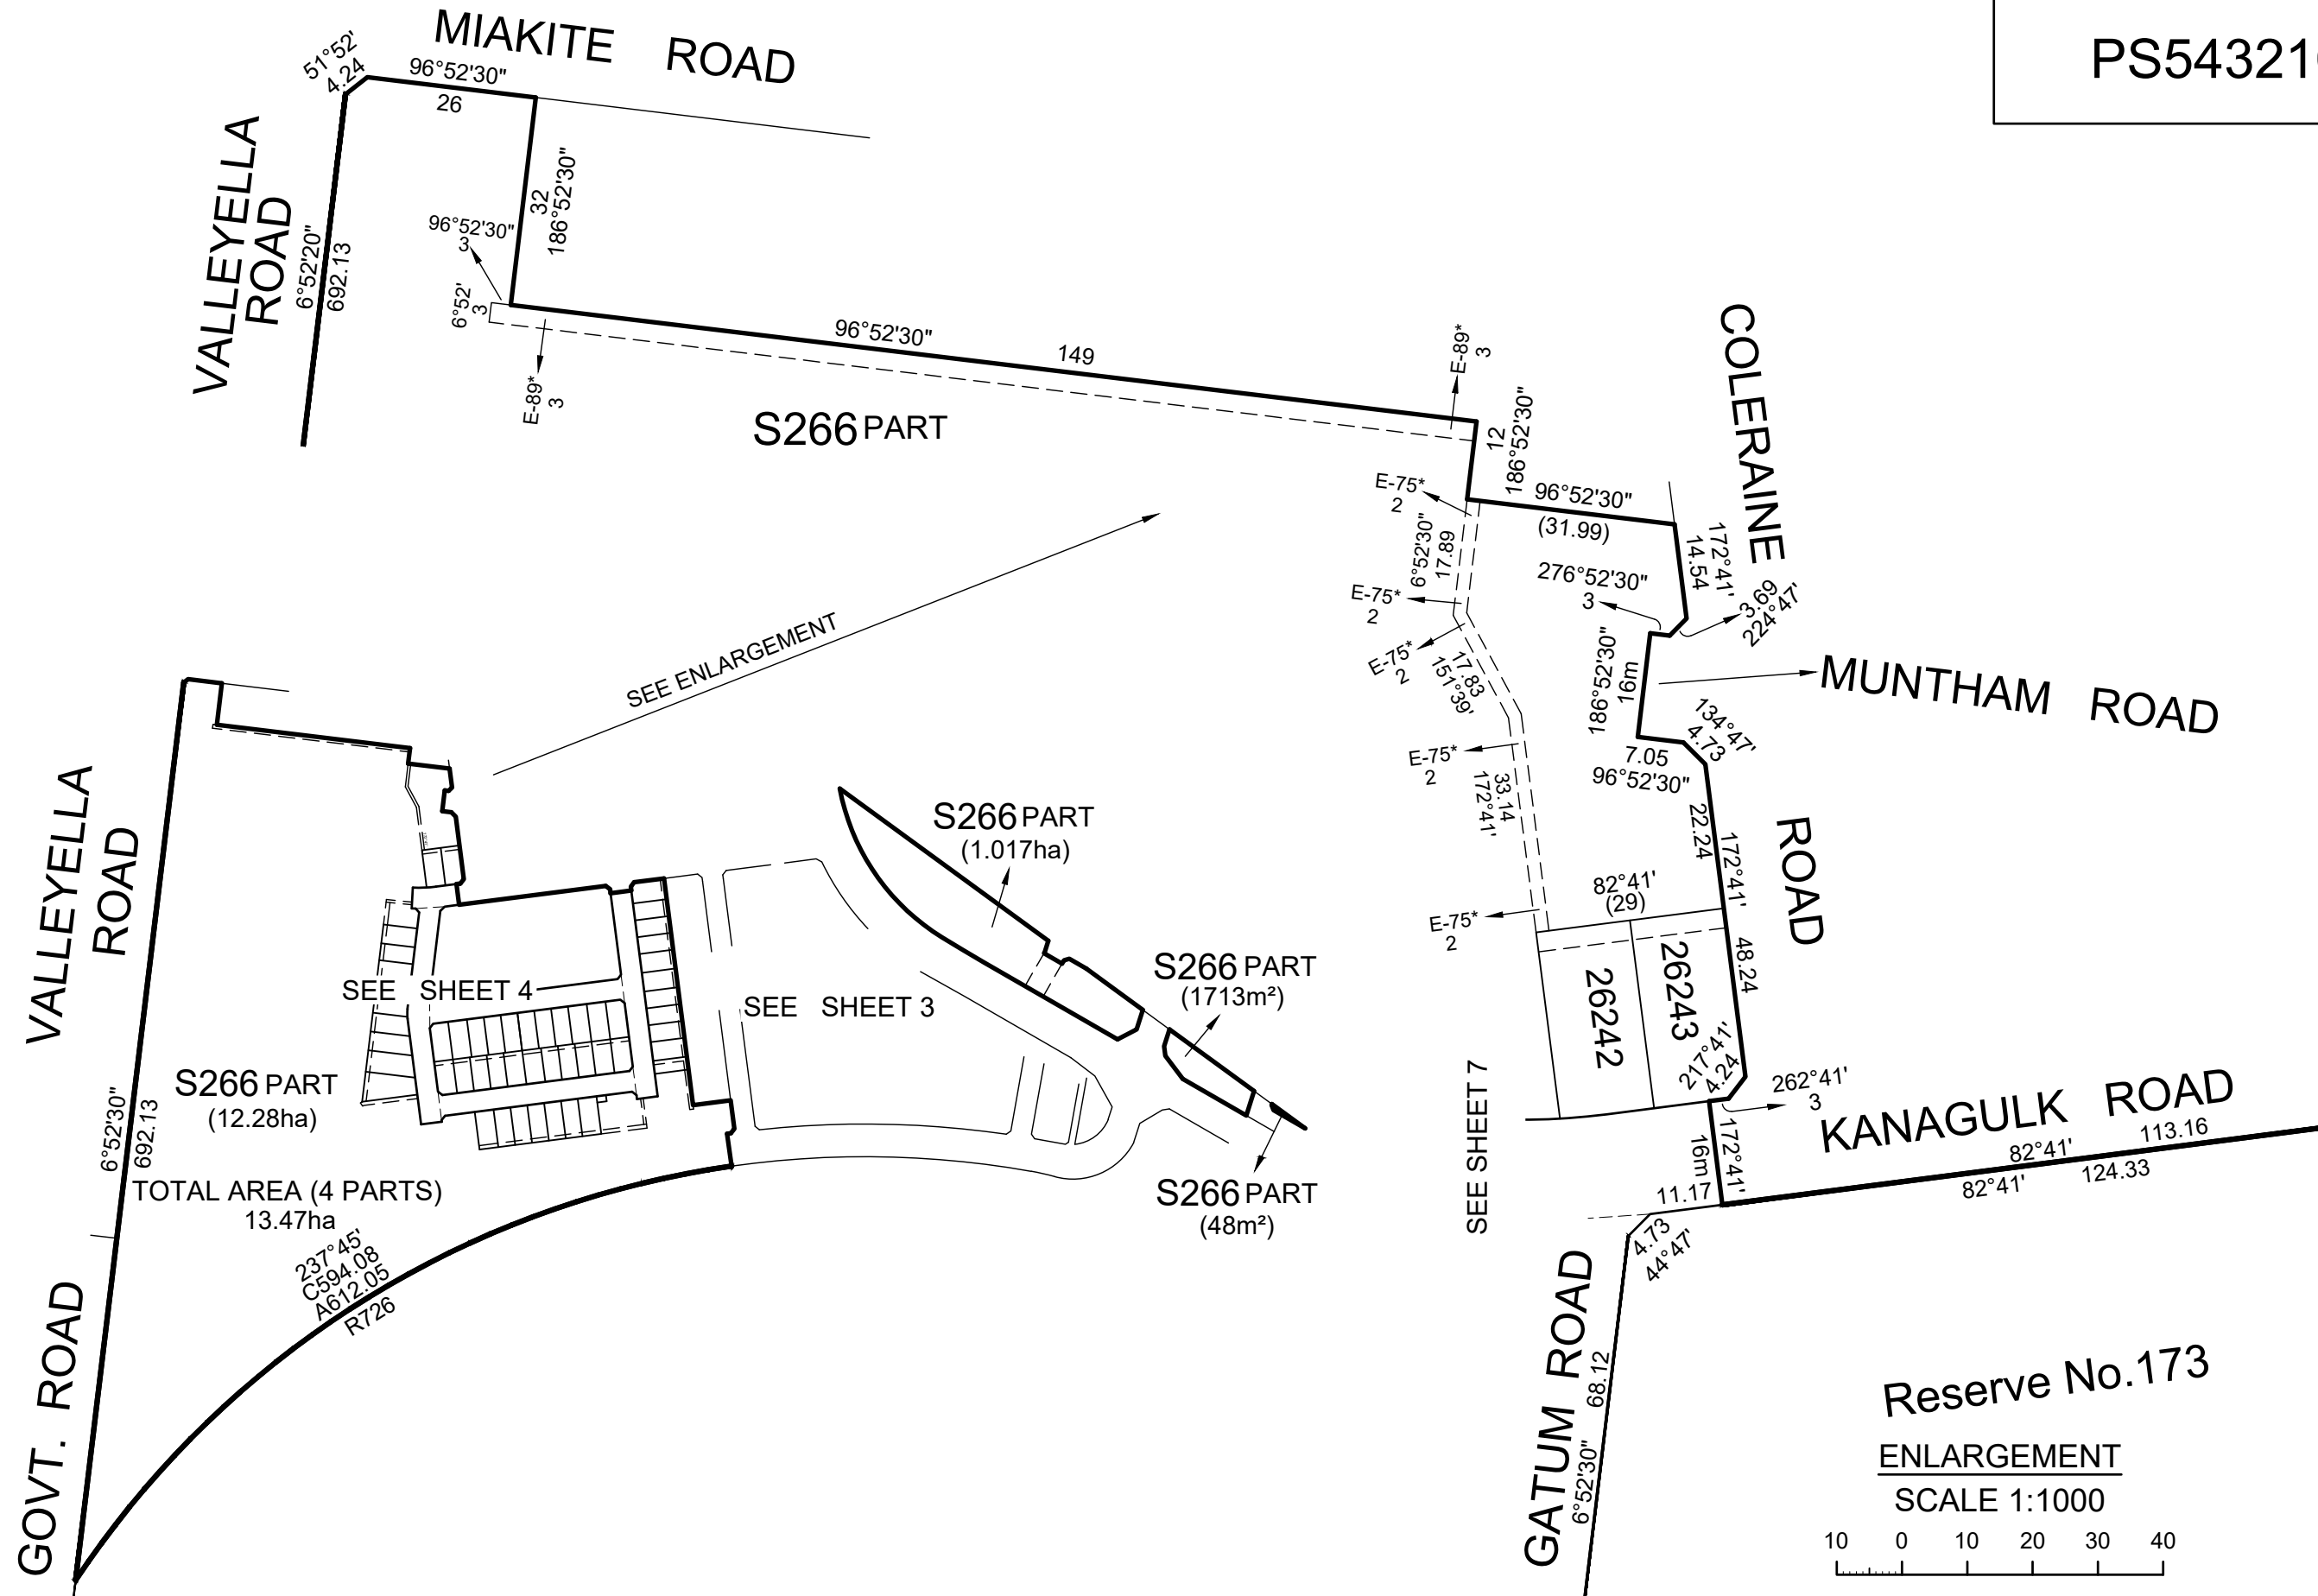 PS543210
MIAKITE ROAD
51°52'
4.24
96°52'30"
26
VALLEYELLA
ROAD
6°52'20"
692.13
32
186°52'30"
96°52'30"
3
6°52'
3
E-89*
3
96°52'30"
149
E-89*
3
S266 PART
12
186°52'30"
COLERAINE
ROAD
E-75*
2
96°52'30"
(31.99)
6°52'30"
17.89
172°41'
14.54
276°52'30"
3
3.69
224°47'
E-75*
2
E-75*
2
17.83
151°39'
186°52'30"
16m
MUNTHAM ROAD
134°47'
4.73
7.05
96°52'30"
E-75*
2
33.14
172°41'
22.24
172°41'
82°41'
(29)
E-75*
2
48.24
26242
26243
217°41'
4.24
262°41'
3
KANAGULK ROAD
82°41'
113.16
82°41'
124.33
16m
172°41'
11.17
4.73
44°47'
SEE SHEET 7
GATUM ROAD
68.12
6°52'30"
Reserve No.173
ENLARGEMENT
SCALE 1:1000
10 0 10 20 30 40
SEE ENLARGEMENT
VALLEYELLA
ROAD
S266 PART
(1.017ha)
SEE SHEET 4
SEE SHEET 3
S266 PART
(1713m²)
S266 PART
(12.28ha)
6°52'30"
692.13
TOTAL AREA (4 PARTS)
13.47ha
S266 PART
(48m²)
237°45'
C594.08
A612.05
R726
GOVT. ROAD